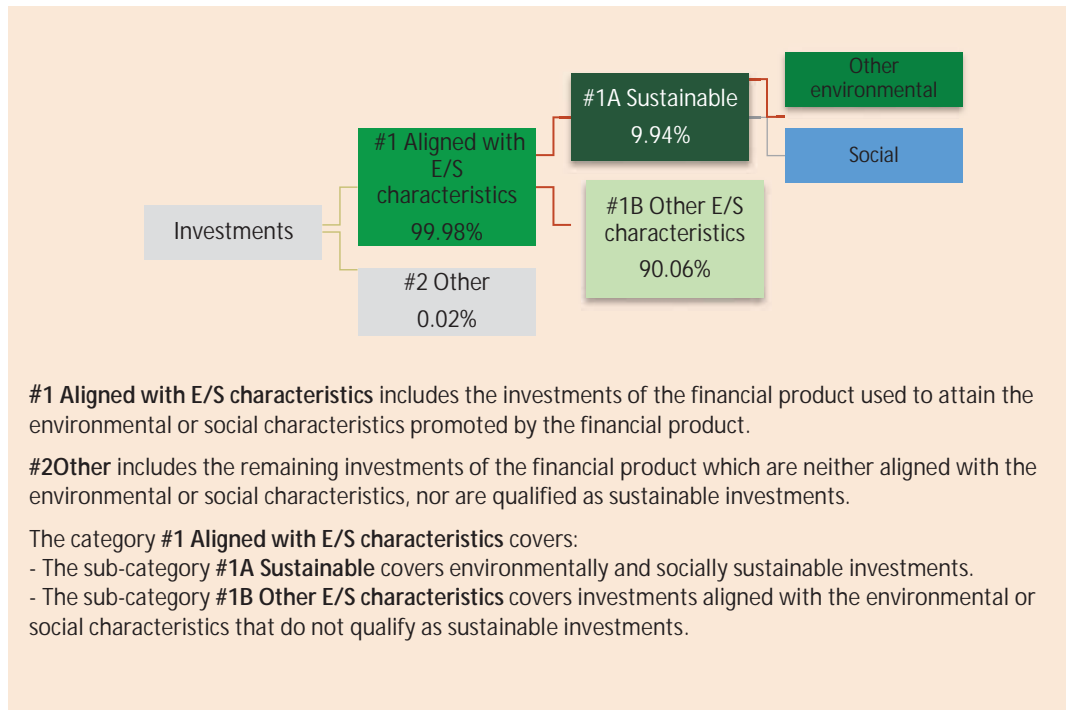 Other
environmental
#1A Sustainable
9.94%
#1 Aligned with
E/S
characteristics
99.98%
Social
#1B Other E/S
characteristics
90.06%
Investments
#2 Other
0.02%
#1 Aligned with E/S characteristics includes the investments of the financial product used to attain the
environmental or social characteristics promoted by the financial product.
#2Other includes the remaining investments of the financial product which are neither aligned with the
environmental or social characteristics, nor are qualified as sustainable investments.
The category #1 Aligned with E/S characteristics covers:
- The sub-category #1A Sustainable covers environmentally and socially sustainable investments.
- The sub-category #1B Other E/S characteristics covers investments aligned with the environmental or
social characteristics that do not qualify as sustainable investments.